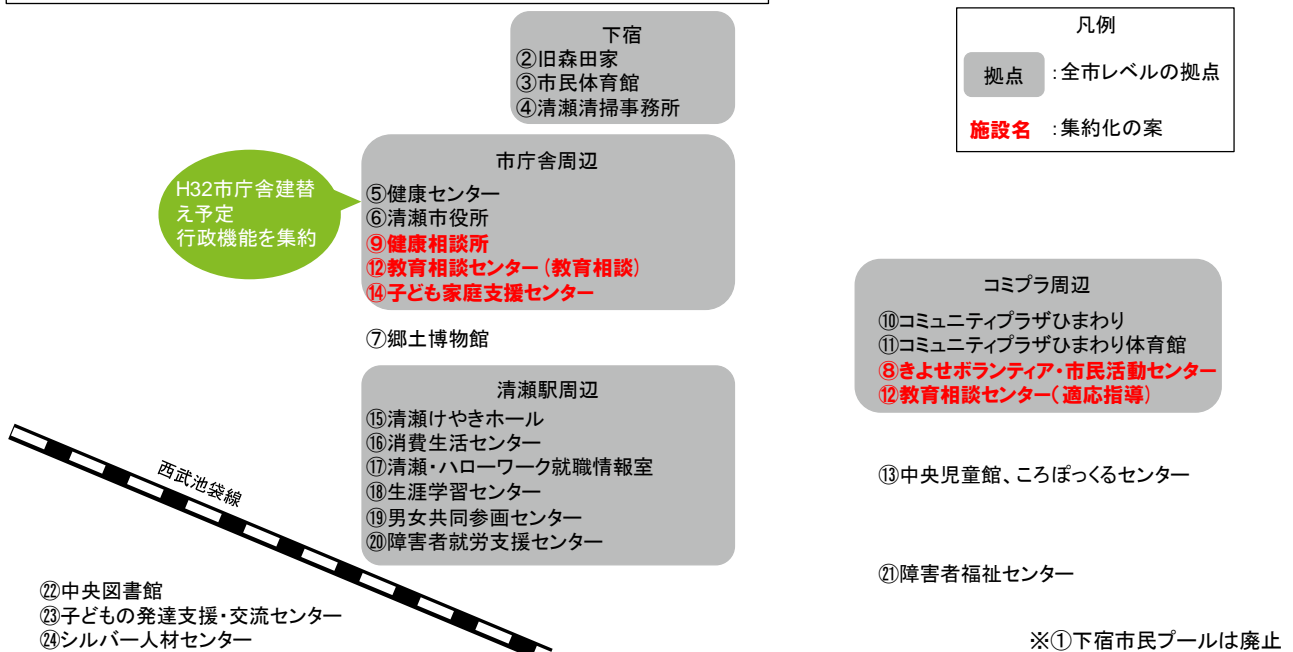 下宿
②旧森田家
③市民体育館
④清瀬清掃事務所
凡例
拠点 :全市レベルの拠点
施設名 :集約化の案
H32市庁舎建替
え予定
行政機能を集約
市庁舎周辺
⑤健康センター
⑥清瀬市役所
⑨健康相談所
⑫教育相談センター(教育相談)
⑭子ども家庭支援センター
⑦郷土博物館
コミプラ周辺
⑩コミュニティプラザひまわり
⑪コミュニティプラザひまわり体育館
⑧きよせボランティア・市民活動センター
⑫教育相談センター(適応指導)
清瀬駅周辺
⑮清瀬けやきホール
⑯消費生活センター
⑰清瀬・ハローワーク就職情報室
⑱生涯学習センター
⑲男女共同参画センター
⑳障害者就労支援センター
西武池袋線
⑬中央児童館、ころぽっくるセンター
㉑障害者福祉センター
㉒中央図書館
㉓子どもの発達支援・交流センター
㉔シルバー人材センター
※①下宿市民プールは廃止